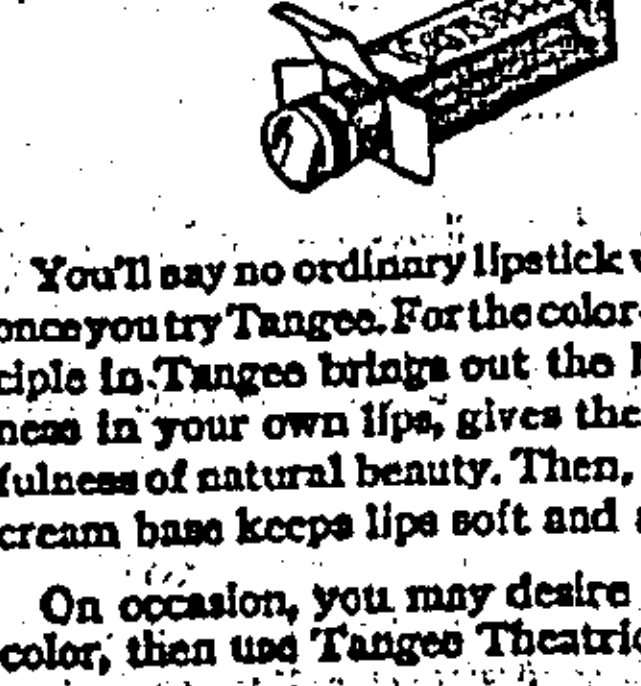 You'll say no ordinary lipstick
once you try Tangee. For the color-
ciple in Tangee brings out the
ness in your own lips, gives the
fulness of natural beauty. Then,
cream base keeps lips soft and
On occasion, you may desire
color, then use Tangee Theatric